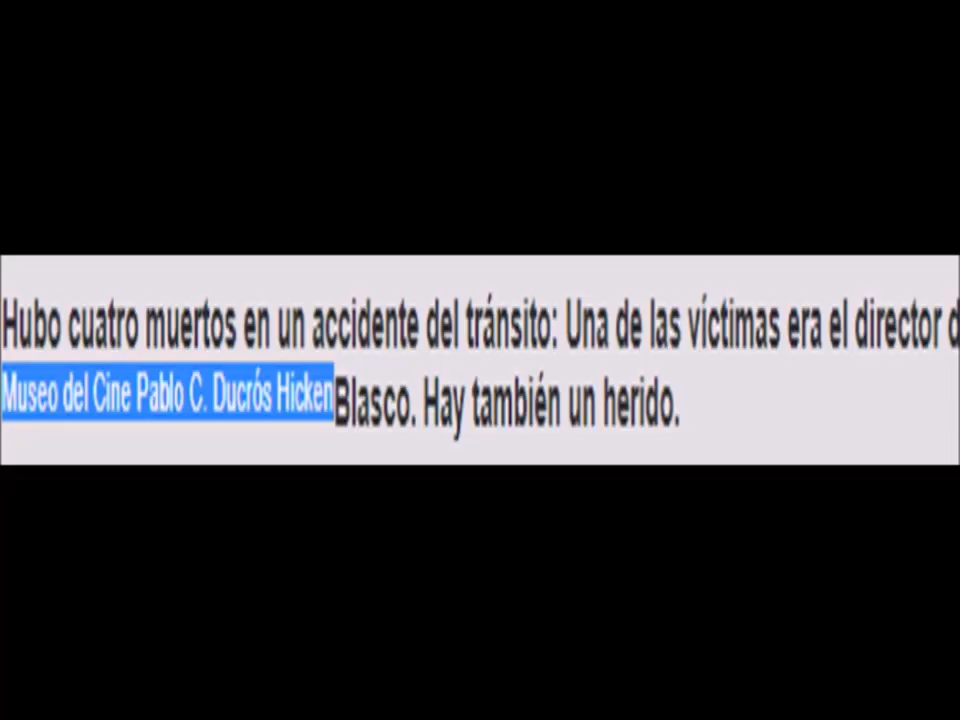 Hubo cuatro muertos en un accidente del tránsito: Una de las víctimas era el director d
Museo del Cine Pablo C. Ducrós Hicken Blasco. Hay también un herido.